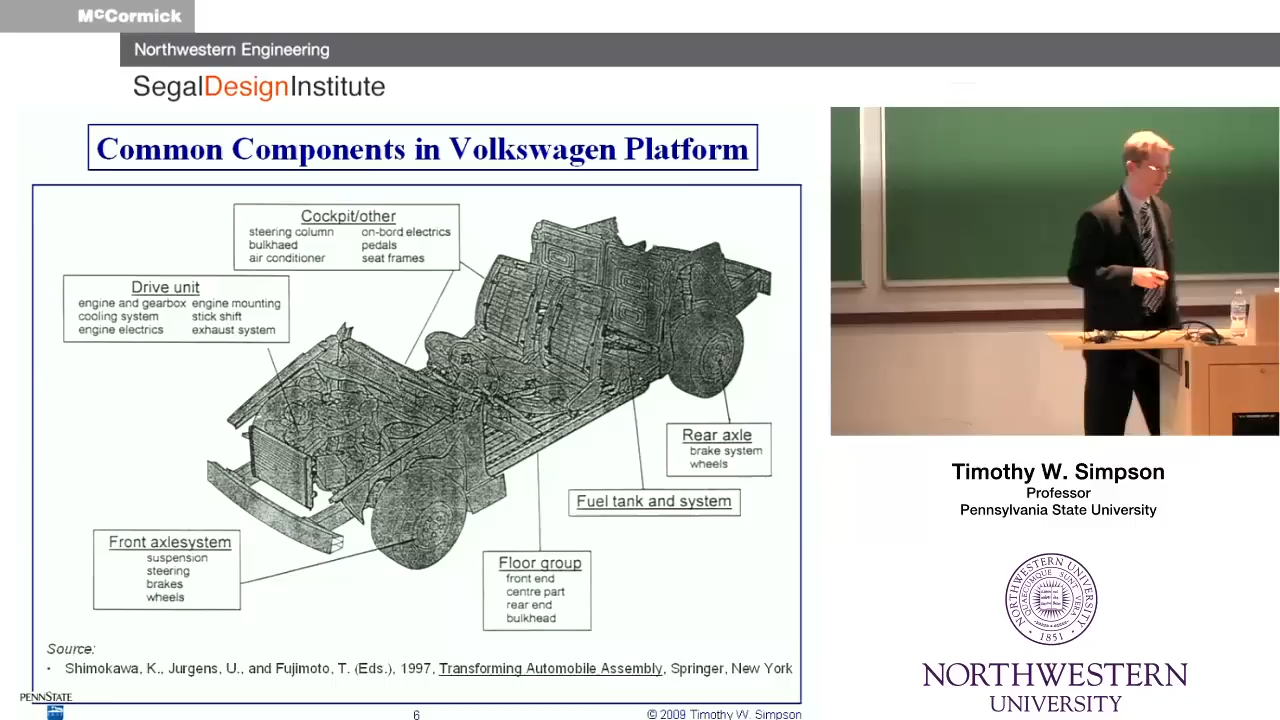 McCormick
Northwestern Engineering
SegalDesignInstitute
Common Components in Volkswagen Platform
Cockpit/other
steering column on-bord electrics
bulkhaed pedals
air conditioner seat frames
Drive unit
engine and gearbox engine mounting
cooling system stick shift
engine electrics exhaust system
Rear axle
brake system
wheels
Fuel tank and system
Front axlesystem
suspension
steering
brakes
wheels
Floor group
front end
centre part
rear end
bulkhead
Source:
• Shimokawa, K., Jurgens, U., and Fujimoto, T. (Eds.), 1997, Transforming Automobile Assembly, Springer, New York
PENNSTATE
6
© 2009 Timothy W. Simpson
Timothy W. Simpson
Professor
Pennsylvania State University
NORTHWESTERN
UNIVERSITY
1851
NORTHWESTERN
UNIVERSITY